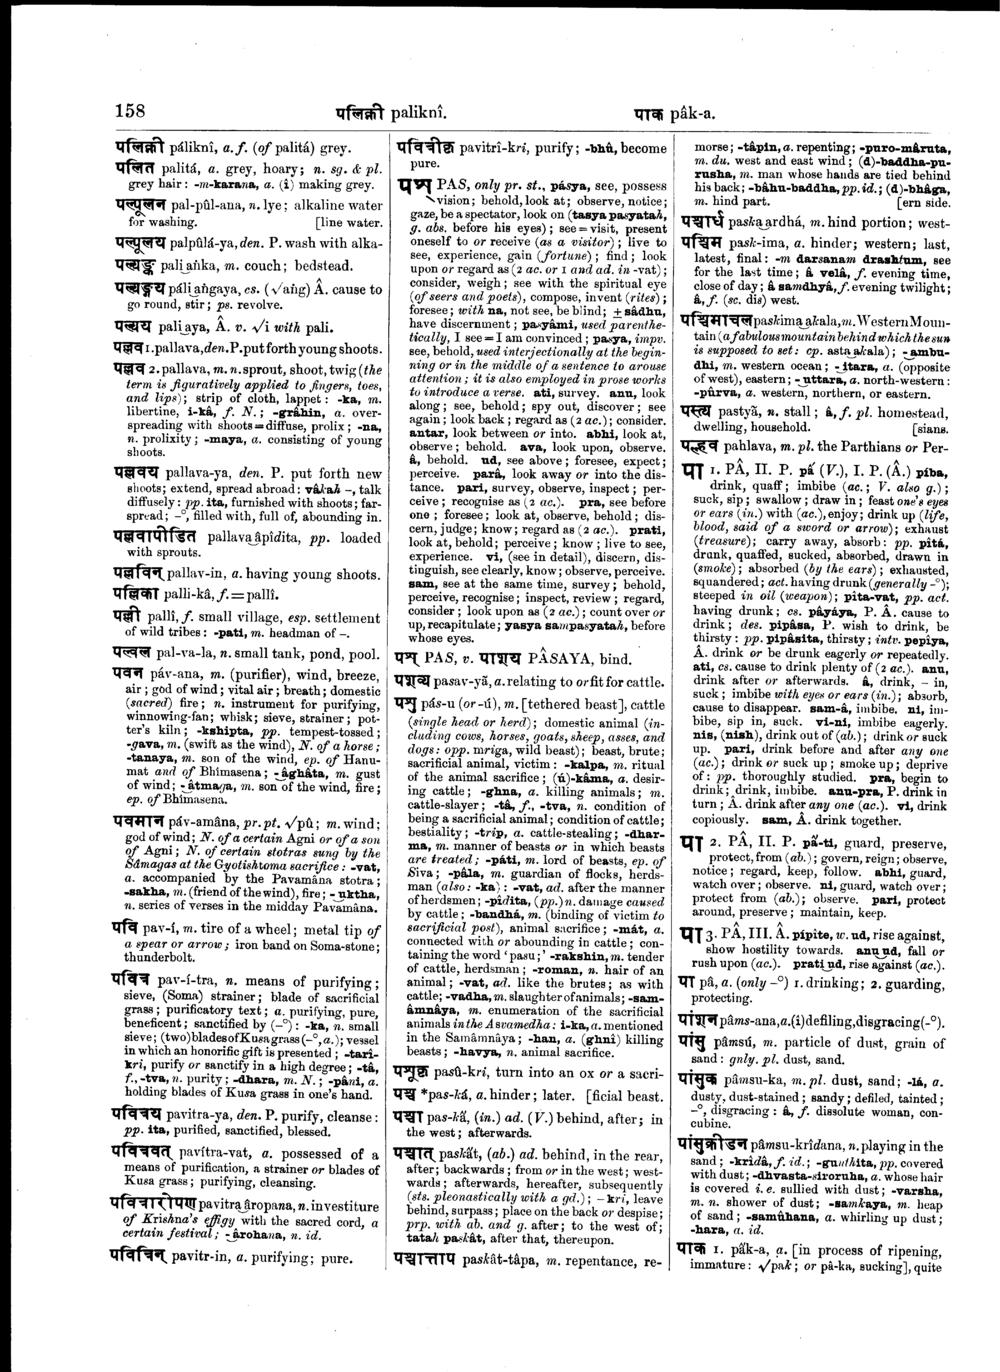 158
पलिक्नी paliknî.
पाक pâk-a.
पलिक्नी páliknî, a. f. (of palitá) grey.
पलित palitá, a. grey, hoary; n. sg. & pl.
grey hair: -m-karana, a. (i) making grey.
पल्पूलन pal-pûl-ana, n. lye; alkaline water
for washing. [line water.
पल्पूलय palpûlá-ya, den. P. wash with alka-
पल्यङ्क pali‿aṅka, m. couch; bedstead.
पल्यङ्गय páli‿aṅgaya, cs. (√aṅg) Â. cause to
go round, stir; ps. revolve.
पल्यय pali‿aya, Â. v. √i with pali.
पल्लव 1. pallava, den. P. put forth young shoots.
पल्लव 2. pallava, m. n. sprout, shoot, twig (the
term is figuratively applied to fingers, toes,
and lips); strip of cloth, lappet: -ka, m.
libertine, i-kâ, f. N.; -grâhin, a. over-
spreading with shoots=diffuse, prolix; -na,
n. prolixity; -maya, a. consisting of young
shoots.
पल्लवय pallava-ya, den. P. put forth new
shoots; extend, spread abroad: vâkah -, talk
diffusely: pp. ita, furnished with shoots; far-
spread; -°, filled with, full of, abounding in.
पल्लवापीडित pallava‿âpîdita, pp. loaded
with sprouts.
पल्लविन् pallav-in, a. having young shoots.
पल्लिका palli-kâ, f.=pallî.
पल्ली pallî, f. small village, esp. settlement
of wild tribes: -pati, m. headman of -.
पल्वल pal-va-la, n. small tank, pond, pool.
पवन páv-ana, m. (purifier), wind, breeze,
air; god of wind; vital air; breath; domestic
(sacred) fire; n. instrument for purifying,
winnowing-fan; whisk; sieve, strainer; pot-
ter's kiln; -kshipta, pp. tempest-tossed;
-gava, m. (swift as the wind), N. of a horse;
-tanaya, m. son of the wind, ep. of Hanu-
mat and of Bhîmasena; -‿âghâta, m. gust
of wind; -‿âtmaga, m. son of the wind, fire;
ep. of Bhîmasena.
पवमान páv-amâna, pr. pt. √pû; m. wind;
god of wind; N. of a certain Agni or of a son
of Agni; N. of certain stotras sung by the
Sâmagas at the Gyotishtoma sacrifice: -vat,
a. accompanied by the Pavamâna stotra;
-sakha, m. (friend of the wind), fire; -‿uktha,
n. series of verses in the midday Pavamâna.
पवि pav-í, m. tire of a wheel; metal tip of
a spear or arrow; iron band on Soma-stone;
thunderbolt.
पवित्र pav-í-tra, n. means of purifying;
sieve, (Soma) strainer; blade of sacrificial
grass; purificatory text; a. purifying, pure,
beneficent; sanctified by (-°): -ka, n. small
sieve; (two) blades of Kusa grass (-°, a.); vessel
in which an honorific gift is presented; -tarî-
kri, purify or sanctify in a high degree; -tâ,
f., -tva, n. purity; -dhara, m. N.; -pâni, a.
holding blades of Kusa grass in one's hand.
पवित्रय pavitra-ya, den. P. purify, cleanse:
pp. ita, purified, sanctified, blessed.
पवित्रवत् pavítra-vat, a. possessed of a
means of purification, a strainer or blades of
Kusa grass; purifying, cleansing.
पवित्रारोपण pavitra‿âropana, n. investiture
of Krishna's effigy with the sacred cord, a
certain festival; -‿ârohana, n. id.
पवित्रिन् pavitr-in, a. purifying; pure.
पवित्रीकृ pavitrî-kri, purify; -bhû, become
pure.
पश् PAS, only pr. st., pásya, see, possess
vision; behold, look at; observe, notice;
gaze, be a spectator, look on (tasya pasyatah,
g. abs. before his eyes); see=visit, present
oneself to or receive (as a visitor); live to
see, experience, gain (fortune); find; look
upon or regard as (2 ac. or 1 and ad. in -vat);
consider, weigh; see with the spiritual eye
(of seers and poets), compose, invent (rites);
foresee; with na, not see, be blind; ±sâdhu,
have discernment; pasyâmi, used parenthe-
tically, I see=I am convinced; pasya, impv.
see, behold, used interjectionally at the begin-
ning or in the middle of a sentence to arouse
attention; it is also employed in prose works
to introduce a verse. ati, survey. anu, look
along; see, behold; spy out, discover; see
again; look back; regard as (2 ac.); consider.
antar, look between or into. abhi, look at,
observe; behold. ava, look upon, observe.
â, behold. ud, see above; foresee, expect;
perceive. parâ, look away or into the dis-
tance. pari, survey, observe, inspect; per-
ceive; recognise as (2 ac.). pra, see before
one; foresee; look at, observe, behold; dis-
cern, judge; know; regard as (2 ac.). prati,
look at, behold; perceive; know; live to see,
experience. vi, (see in detail), discern, dis-
tinguish, see clearly, know; observe, perceive.
sam, see at the same time, survey; behold,
perceive, recognise; inspect, review; regard,
consider; look upon as (2 ac.); count over or
up, recapitulate; yasya sampasyatah, before
whose eyes.
पश् PAS, v. पाशय PÂSAYA, bind.
पशव्य pasav-yã, a. relating to or fit for cattle.
पशु pás-u (or -ú), m. [tethered beast], cattle
(single head or herd); domestic animal (in-
cluding cows, horses, goats, sheep, asses, and
dogs: opp. mriga, wild beast); beast, brute;
sacrificial animal, victim: -kalpa, m. ritual
of the animal sacrifice; (ú)-kâma, a. desir-
ing cattle; -ghna, a. killing animals; m.
cattle-slayer; -tâ, f., -tva, n. condition of
being a sacrificial animal; condition of cattle;
bestiality; -trip, a. cattle-stealing; -dhar-
ma, m. manner of beasts or in which beasts
are treated; -páti, m. lord of beasts, ep. of
Siva; -pâla, m. guardian of flocks, herds-
man (also: -ka): -vat, ad. after the manner
of herdsmen; -pîdita, (pp.) n. damage caused
by cattle; -bandhá, m. (binding of victim to
sacrificial post), animal sacrifice; -mát, a.
connected with or abounding in cattle; con-
taining the word 'pasu;' -rakshin, m. tender
of cattle, herdsman; -roman, n. hair of an
animal; -vat, ad. like the brutes; as with
cattle; -vadha, m. slaughter of animals; -sam-
âmnâya, m. enumeration of the sacrificial
animals in the Asvamedha: i-ka, a. mentioned
in the Samâmnâya; -han, a. (ghnî) killing
beasts; -havya, n. animal sacrifice.
पशूकृ pasû-kri, turn into an ox or a sacri-
पश्च *pas-ká, a. hinder; later. [ficial beast.
पश्चा pas-kã, (in.) ad. (V.) behind, after; in
the west; afterwards.
पश्चात् paskãt, (ab.) ad. behind, in the rear,
after; backwards; from or in the west; west-
wards; afterwards, hereafter, subsequently
(sts. pleonastically with a gd.); - kri, leave
behind, surpass; place on the back or despise;
prp. with ab. and g. after; to the west of;
tatah paskât, after that, thereupon.
पश्चात्ताप paskât-tâpa, m. repentance, re-
morse; -tâpin, a. repenting; -puro-mâruta,
m. du. west and east wind; (d)-baddha-pu-
rusha, m. man whose hands are tied behind
his back; -bâhu-baddha, pp. id.; (d)-bhâga,
m. hind part. [ern side.
पश्चार्ध paska‿ardhá, m. hind portion; west-
पश्चिम pask-ima, a. hinder; western; last,
latest, final: -m darsanam drashtum, see
for the last time; â velâ, f. evening time,
close of day; â samdhyâ, f. evening twilight;
â, f. (sc. dis) west.
पश्चिमाचल paskima‿akala, m. Western Moun-
tain (a fabulous mountain behind which the sun
is supposed to set: cp. asta‿akala); -‿ambu-
dhi, m. western ocean; -‿itara, a. (opposite
of west), eastern; -‿uttara, a. north-western:
-pûrva, a. western, northern, or eastern.
पस्त्य pastyã, n. stall; â, f. pl. homestead,
dwelling, household. [sians.
पह्लव pahlava, m. pl. the Parthians or Per-
पा 1. PÂ, II. P. pã (V.), I. P. (Â.) píba,
drink, quaff; imbibe (ac.; V. also g.);
suck, sip; swallow; draw in; feast one's eyes
or ears (in.) with (ac.), enjoy; drink up (life,
blood, said of a sword or arrow); exhaust
(treasure); carry away, absorb: pp. pîtá,
drunk, quaffed, sucked, absorbed, drawn in
(smoke); absorbed (by the ears); exhausted,
squandered; act. having drunk (generally -°);
steeped in oil (weapon); pîta-vat, pp. act.
having drunk; cs. pâyáya, P. Â. cause to
drink; des. pipâsa, P. wish to drink, be
thirsty: pp. pipâsita, thirsty; intv. pepîya,
Â. drink or be drunk eagerly or repeatedly.
ati, cs. cause to drink plenty of (2 ac.). anu,
drink after or afterwards. â, drink, - in,
suck; imbibe with eyes or ears (in.); absorb,
cause to disappear. sam-â, imbibe. ni, im-
bibe, sip in, suck. vi-ni, imbibe eagerly.
nis, (nish), drink out of (ab.); drink or suck
up. pari, drink before and after any one
(ac.); drink or suck up; smoke up; deprive
of: pp. thoroughly studied. pra, begin to
drink; drink, imbibe. anu-pra, P. drink in
turn; Â. drink after any one (ac.). vi, drink
copiously. sam, Â. drink together.
पा 2. PÂ, II. P. pã-ti, guard, preserve,
protect, from (ab.); govern, reign; observe,
notice; regard, keep, follow. abhi, guard,
watch over; observe. ni, guard, watch over;
protect from (ab.); observe. pari, protect
around, preserve; maintain, keep.
पा 3. PÂ, III. Â. pípîte, w. ud, rise against,
show hostility towards. anu‿ud, fall or
rush upon (ac.). prati‿ud, rise against (ac.).
पा pâ, a. (only -°) 1. drinking; 2. guarding,
protecting.
पांशन pâms-ana, a. (î) defiling, disgracing (-°).
पांसु pâmsú, m. particle of dust, grain of
sand: gnly. pl. dust, sand.
पांसुक pâmsu-ka, m. pl. dust, sand; -lá, a.
dusty, dust-stained; sandy; defiled, tainted;
-°, disgracing: â, f. dissolute woman, con-
cubine.
पांसुक्रीडन pâmsu-krîdana, n. playing in the
sand; -krîdâ, f. id.; -gunthita, pp. covered
with dust; -dhvasta-siroruha, a. whose hair
is covered i.e. sullied with dust; -varsha,
m. n. shower of dust; -samkaya, m. heap
of sand; -samûhana, a. whirling up dust;
-hara, a. id.
पाक 1. pãk-a, a. [in process of ripening,
immature: √pak; or pâ-ka, sucking], quite